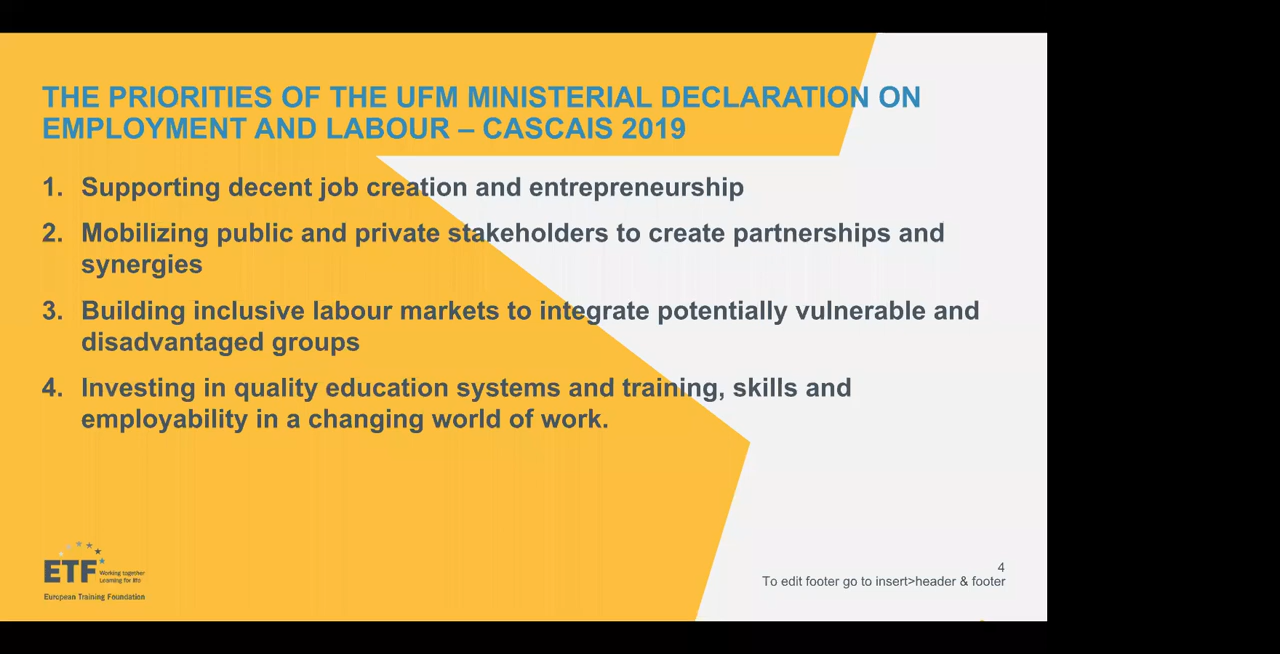 THE PRIORITIES OF THE UFM MINISTERIAL DECLARATION ON
EMPLOYMENT AND LABOUR – CASCAIS 2019
1. Supporting decent job creation and entrepreneurship
2. Mobilizing public and private stakeholders to create partnerships and
synergies
3. Building inclusive labour markets to integrate potentially vulnerable and
disadvantaged groups
4. Investing in quality education systems and training, skills and
employability in a changing world of work.
ETF
Working together
Learning for life
European Training Foundation
4
To edit footer go to insert>header & footer